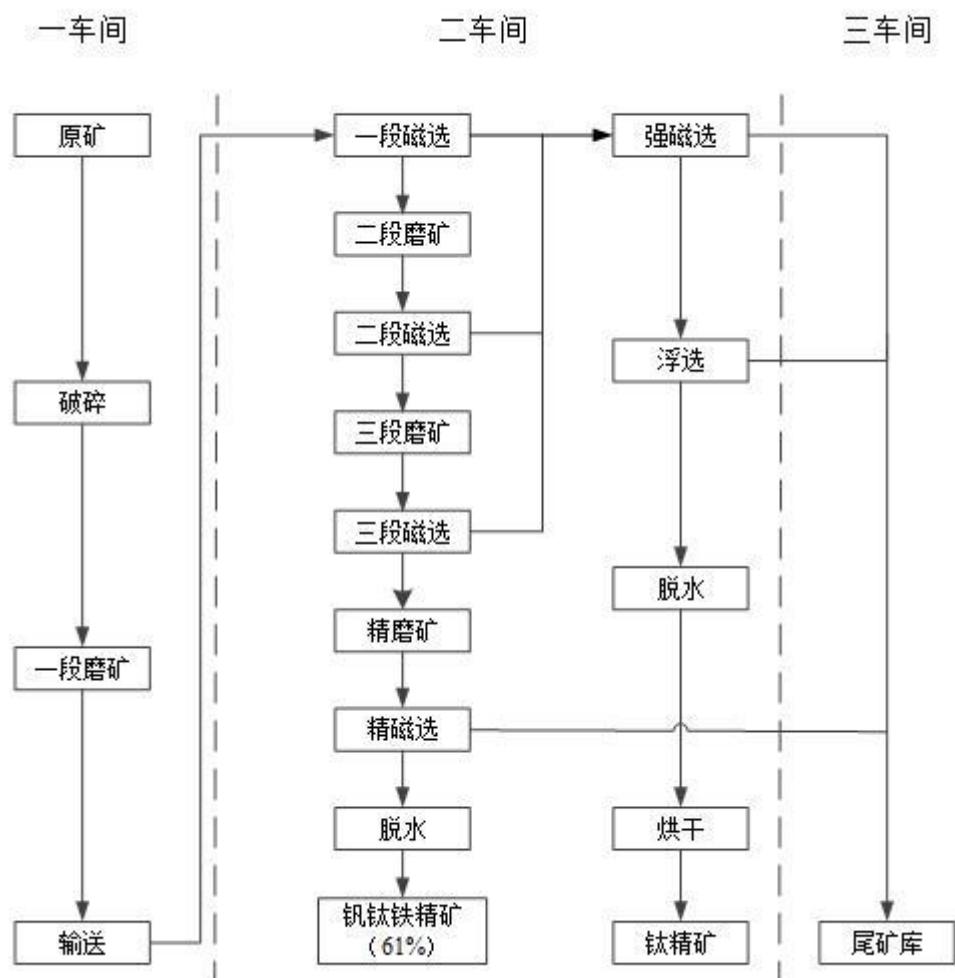 一车间
二车间
三车间
原矿
破碎
一段磨矿
输送
一段磁选
二段磨矿
二段磁选
三段磨矿
三段磁选
精磨矿
精磁选
脱水
钒钛铁精矿
（61%）
强磁选
浮选
脱水
烘干
钛精矿
尾矿库